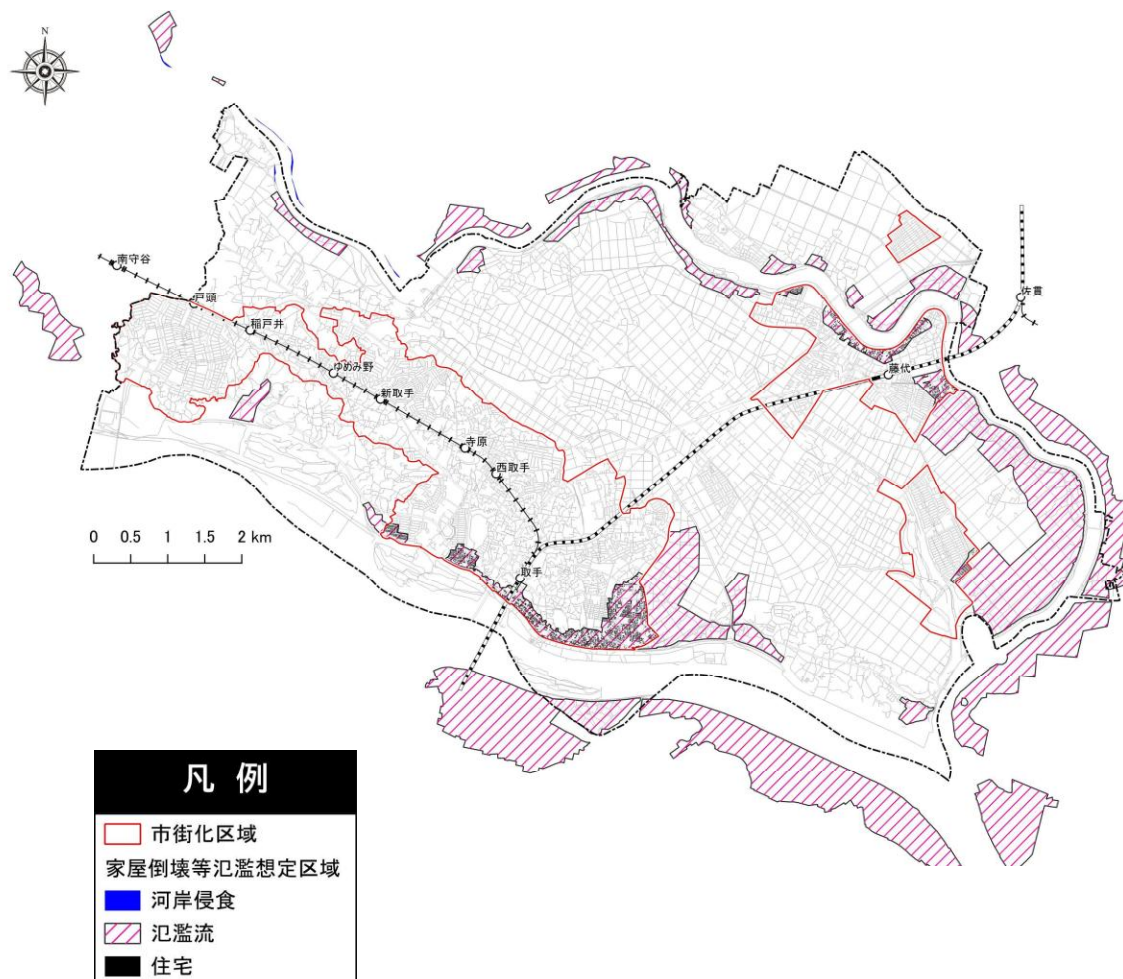 N
南守谷
戸頭
稲戸井
ゆめみ野
新取手
寺原
西取手
取手
藤代
佐貫
0 0.5 1 1.5 2 km
凡 例
市街化区域
家屋倒壊等氾濫想定区域
河岸侵食
氾濫流
住宅